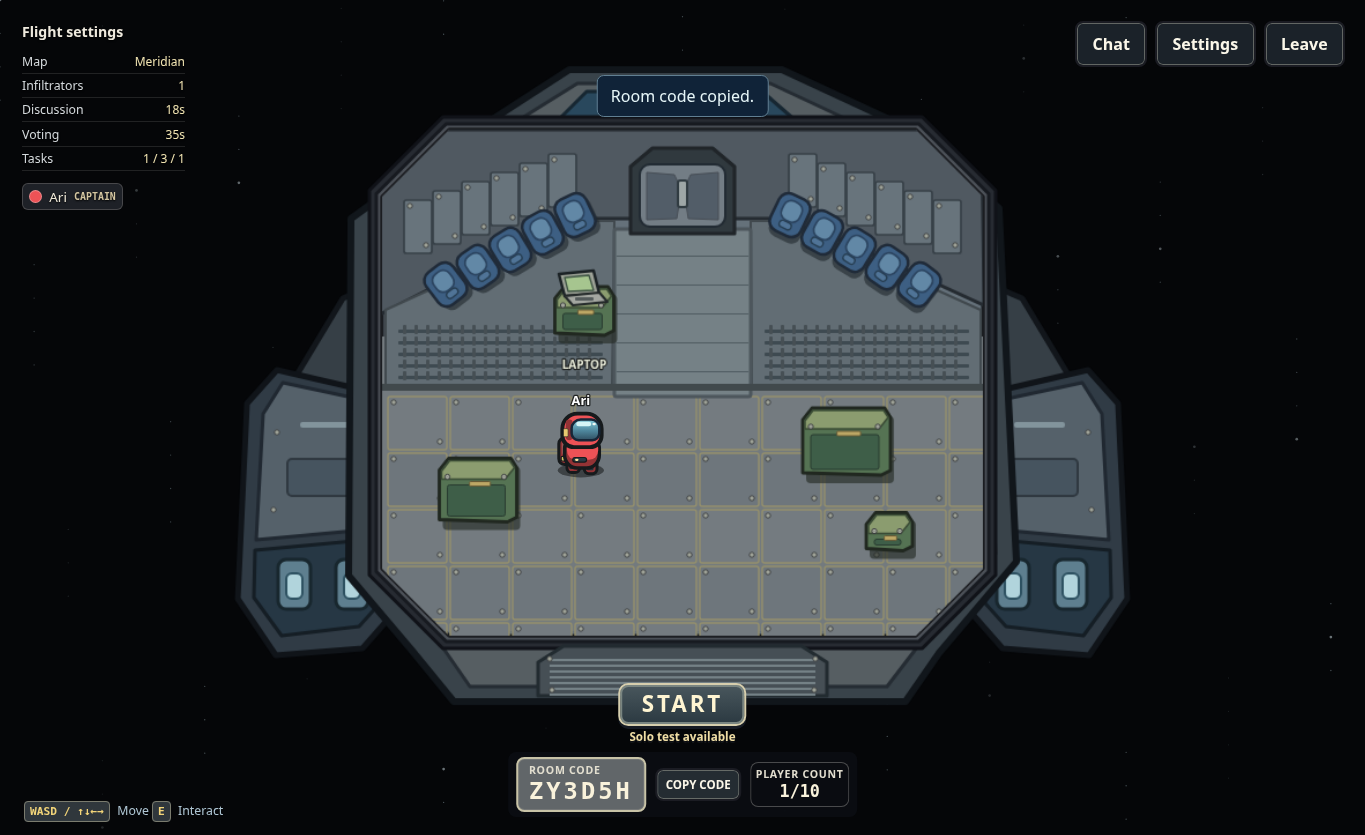 Flight settings
Map Meridian
Infiltrators 1
Discussion 18s
Voting 35s
Tasks 1 / 3 / 1
Ari CAPTAIN
Chat Settings Leave
Room code copied.
LAPTOP
Ari
START
Solo test available
ROOM CODE
ZY3D5H
COPY CODE
PLAYER COUNT
1/10
WASD / ↑↓←→ Move E Interact